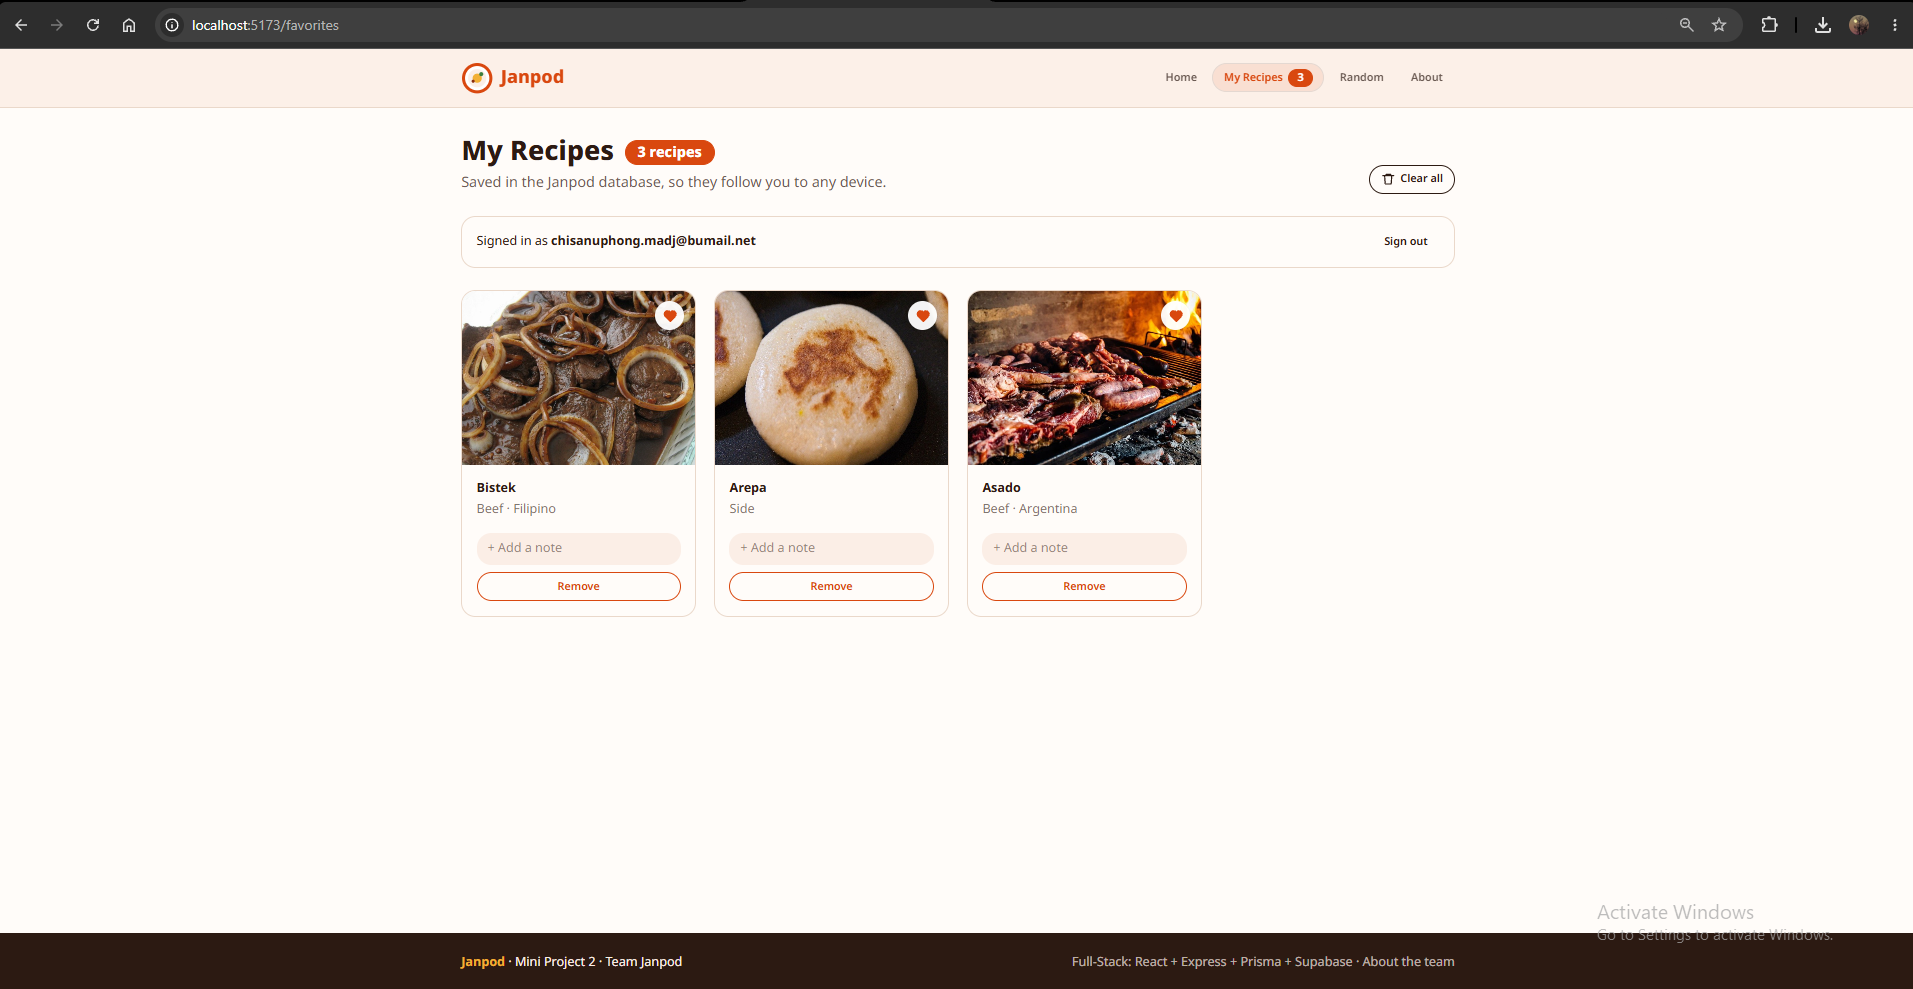 localhost:5173/favorites
Janpod
Home
My Recipes 3
Random
About
My Recipes 3 recipes
Saved in the Janpod database, so they follow you to any device.
Clear all
Signed in as chisanuphong.madj@bumail.net
Sign out
Bistek
Beef · Filipino
+ Add a note
Remove
Arepa
Side
+ Add a note
Remove
Asado
Beef · Argentina
+ Add a note
Remove
Activate Windows
Go to Settings to activate Windows.
Janpod · Mini Project 2 · Team Janpod
Full-Stack: React + Express + Prisma + Supabase · About the team